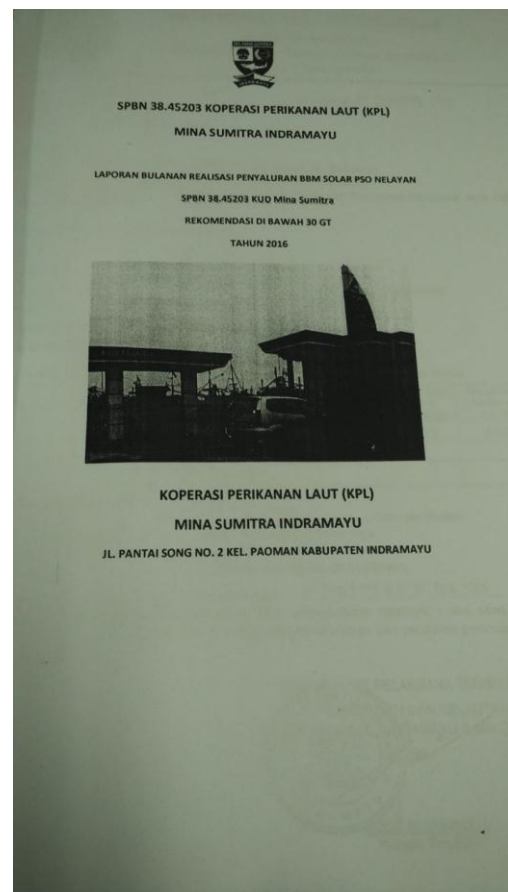 SPBN 38.45203 KOPERASI PERIKANAN LAUT (KPL)
MINA SUMITRA INDRAMAYU
LAPORAN BULANAN REALISASI PENYALURAN BBM SOLAR PSO NELAYAN
SPBN 38.45203 KUD Mina Sumitra
REKOMENDASI DI BAWAH 30 GT
TAHUN 2016
KOPERASI PERIKANAN LAUT (KPL)
MINA SUMITRA INDRAMAYU
JL. PANTAI SONG NO. 2 KEL. PAOMAN KABUPATEN INDRAMAYU